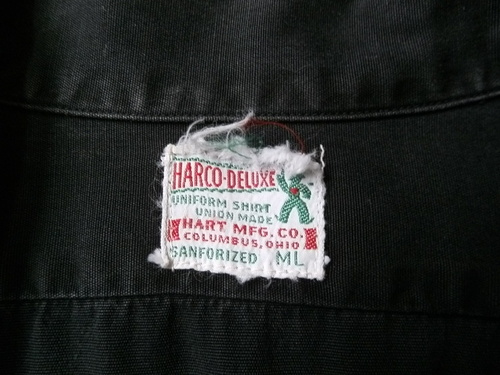 HARCO-DELUXE
UNIFORM SHIRT
UNION MADE
HART MFG. CO.
COLUMBUS, OHIO
SANFORIZED ML